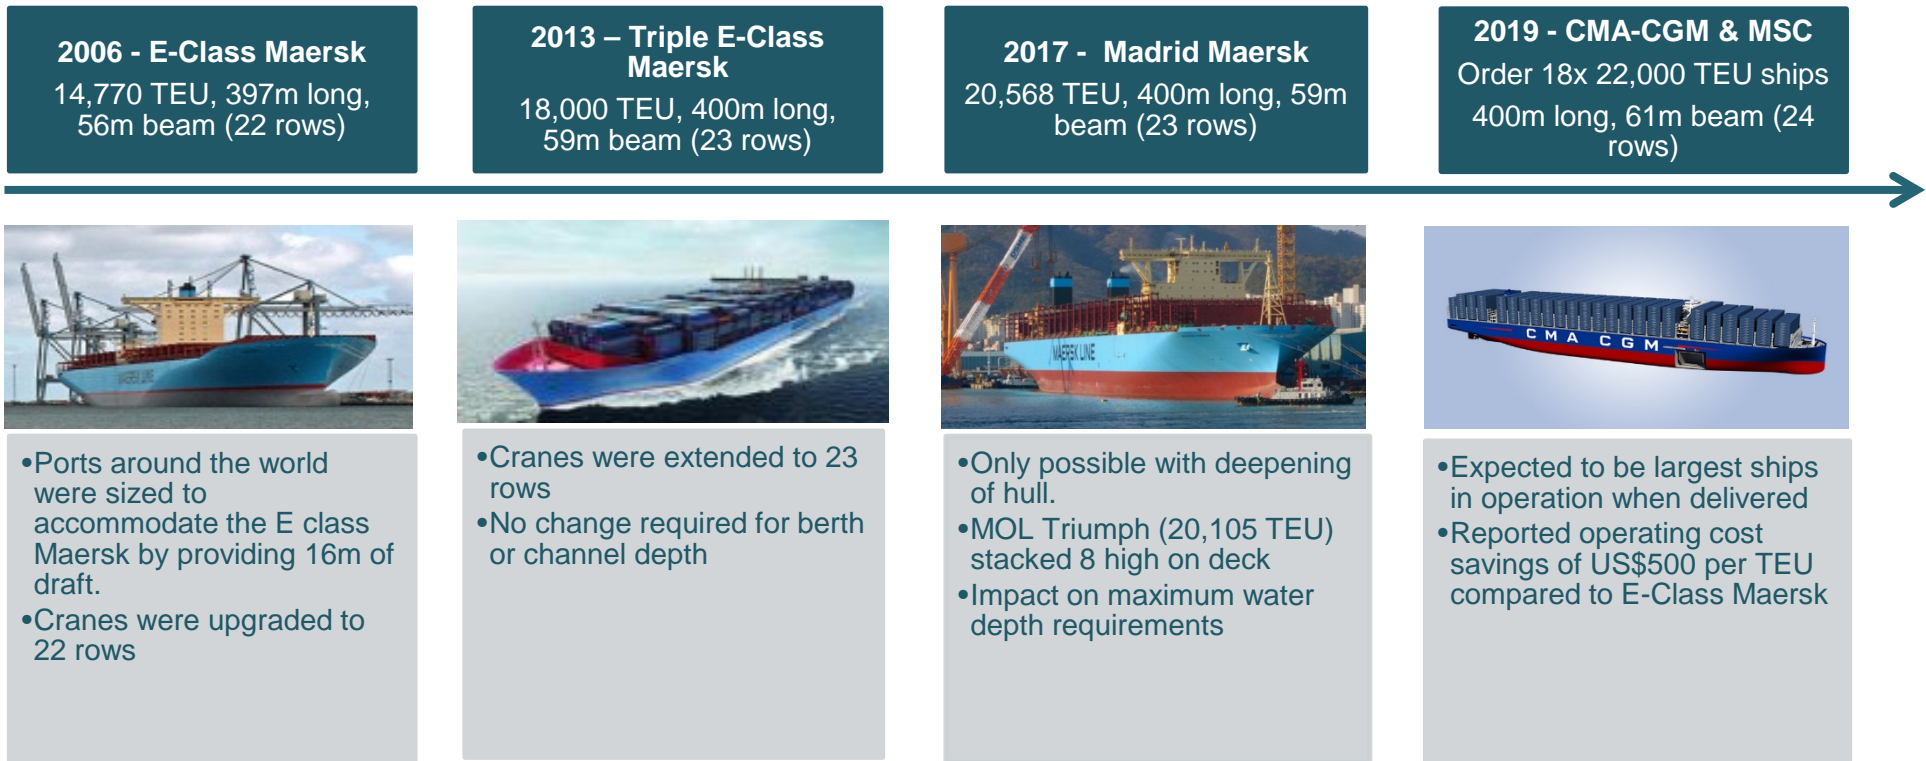 2006 - E-Class Maersk
14,770 TEU, 397m long,
56m beam (22 rows)
2013 – Triple E-Class
Maersk
18,000 TEU, 400m long,
59m beam (23 rows)
2017 -  Madrid Maersk
20,568 TEU, 400m long, 59m
beam (23 rows)
2019 - CMA-CGM & MSC
Order 18x 22,000 TEU ships
400m long, 61m beam (24
rows)
MAERSK LINE
MAERSK LINE
CMA CGM
•Ports around the world
were sized to
accommodate the E class
Maersk by providing 16m of
draft.
•Cranes were upgraded to
22 rows
•Cranes were extended to 23
rows
•No change required for berth
or channel depth
•Only possible with deepening
of hull.
•MOL Triumph (20,105 TEU)
stacked 8 high on deck
•Impact on maximum water
depth requirements
•Expected to be largest ships
in operation when delivered
•Reported operating cost
savings of US$500 per TEU
compared to E-Class Maersk